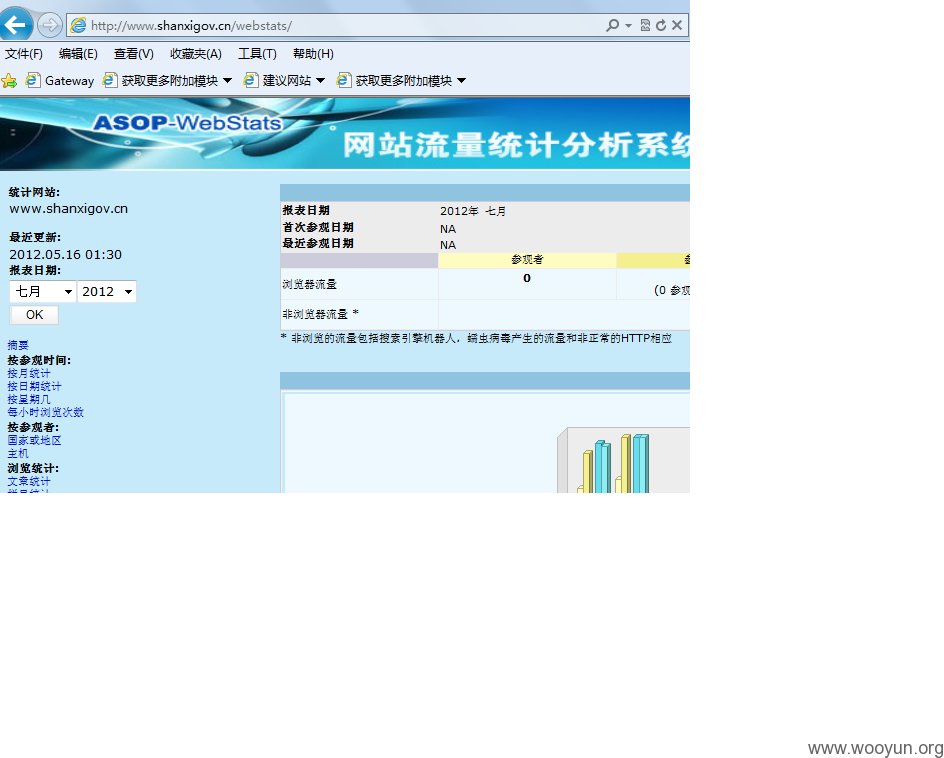 http://www.shanxigov.cn/webstats/
文件(F) 编辑(E) 查看(V) 收藏夹(A) 工具(T) 帮助(H)
Gateway 获取更多附加模块 建议网站 获取更多附加模块
ASOP-WebStats
网站流量统计分析系统
统计网站:
www.shanxigov.cn
最近更新:
2012.05.16 01:30
报表日期:
七月 2012
OK
摘要
按参观时间:
按月统计
按日期统计
按星期几
每小时浏览次数
按参观者:
国家或地区
主机
浏览统计:
文章统计
报表日期 2012年 七月
首次参观日期 NA
最近参观日期 NA
参观者
浏览器流量 0
(0 参观
非浏览器流量 *
* 非浏览的流量包括搜索引擎机器人，蠕虫病毒产生的流量和非正常的HTTP相应
www.wooyun.org